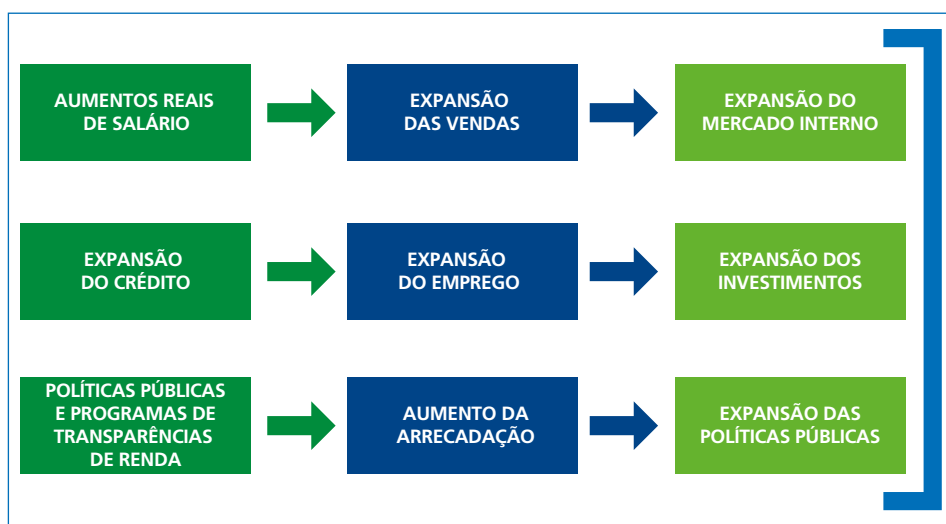 AUMENTOS REAIS
DE SALÁRIO
EXPANSÃO
DAS VENDAS
EXPANSÃO DO
MERCADO INTERNO
EXPANSÃO
DO CRÉDITO
EXPANSÃO
DO EMPREGO
EXPANSÃO DOS
INVESTIMENTOS
POLÍTICAS PÚBLICAS
E PROGRAMAS DE
TRANSPARÊNCIAS
DE RENDA
AUMENTO DA
ARRECADAÇÃO
EXPANSÃO DAS
POLÍTICAS PÚBLICAS